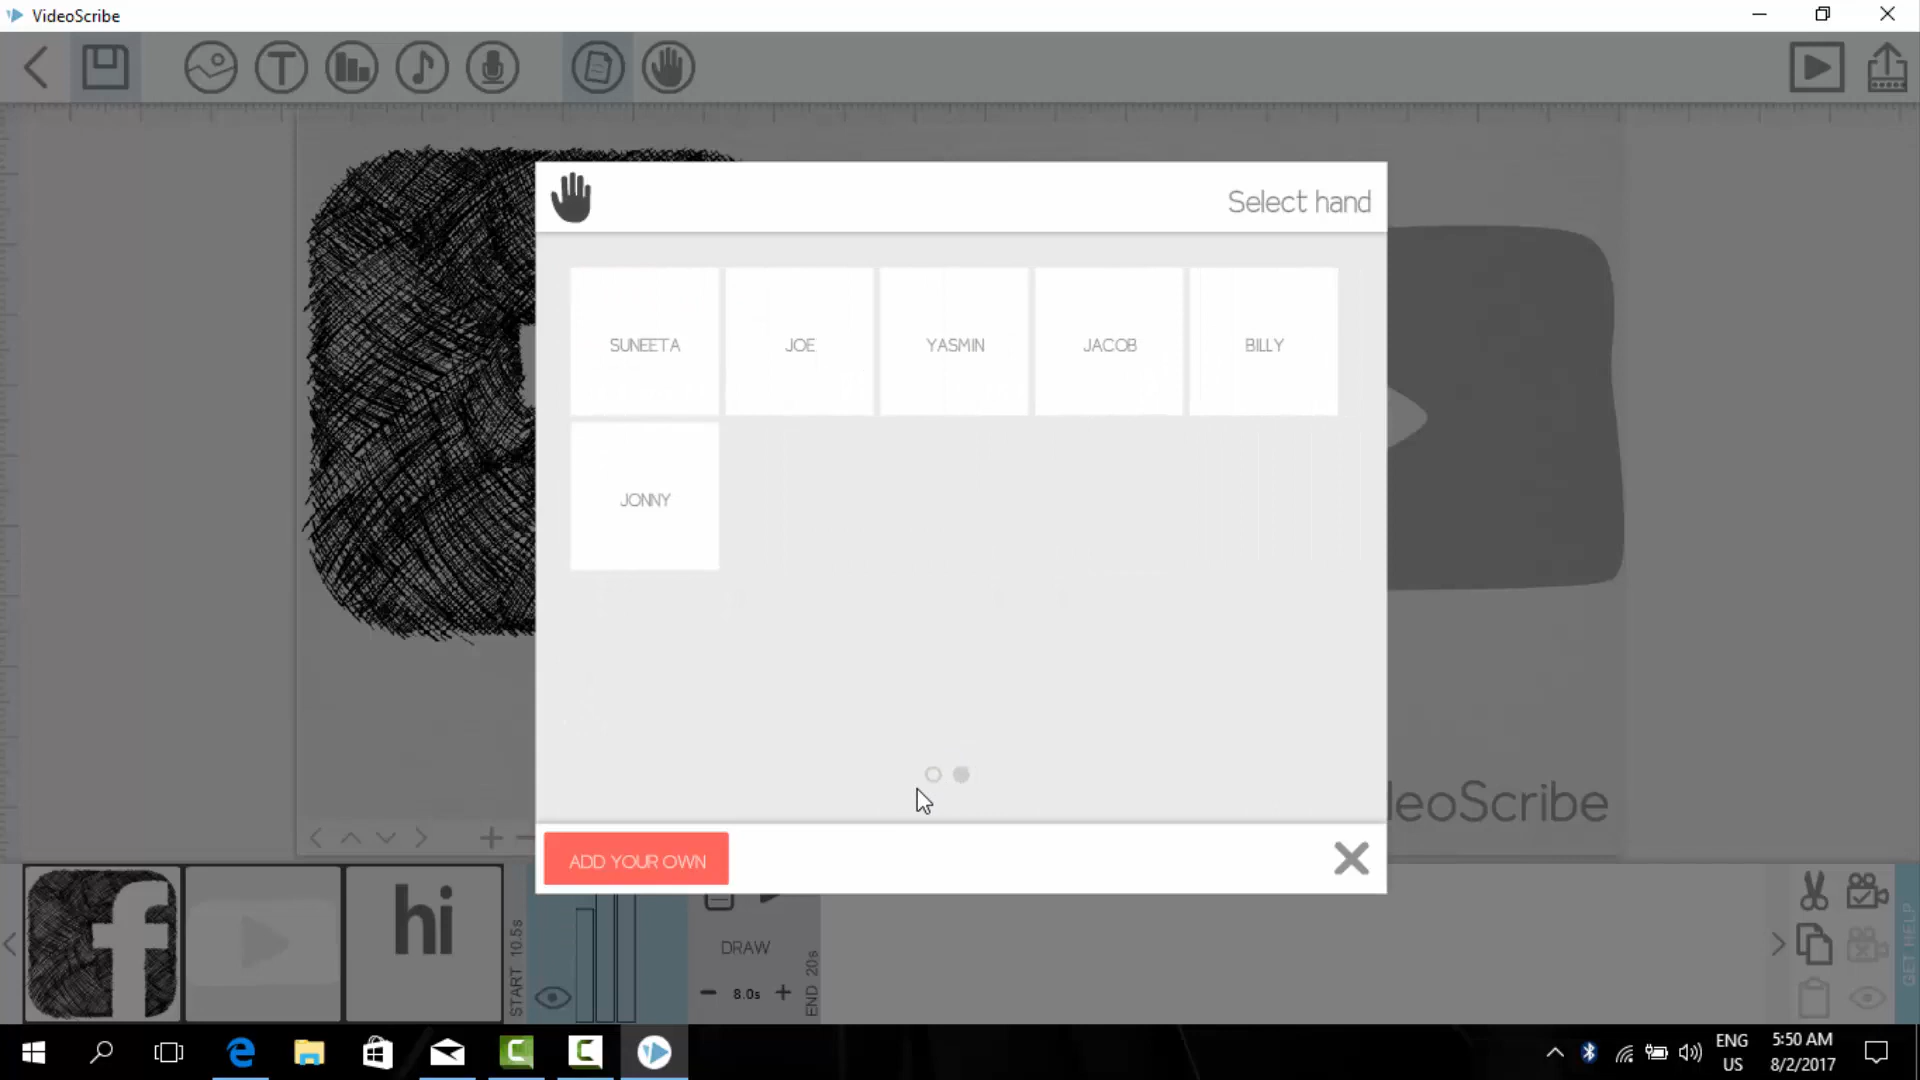 VideoScribe
Select hand
SUNEETA
JOE
YASMIN
JACOB
BILLY
JONNY
eoScribe
ADD YOUR OWN
hi
START 10.5s
DRAW
8.0s
END 20s
GET HELP
ENG
US
5:50 AM
8/2/2017